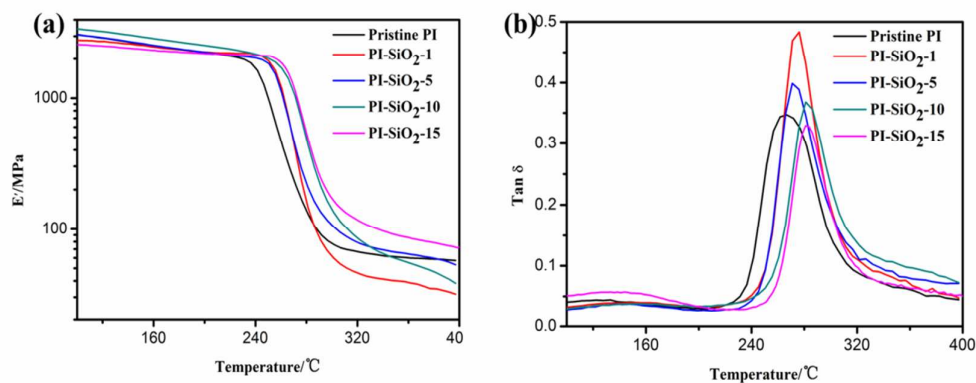 (a)
Pristine PI
PI-SiO2-1
PI-SiO2-5
PI-SiO2-10
PI-SiO2-15
1000
100
E'/MPa
160
240
320
40
Temperature/℃
(b)
Pristine PI
PI-SiO2-1
PI-SiO2-5
PI-SiO2-10
PI-SiO2-15
0.5
0.4
0.3
0.2
0.1
0.0
Tan δ
160
240
320
400
Temperature/℃